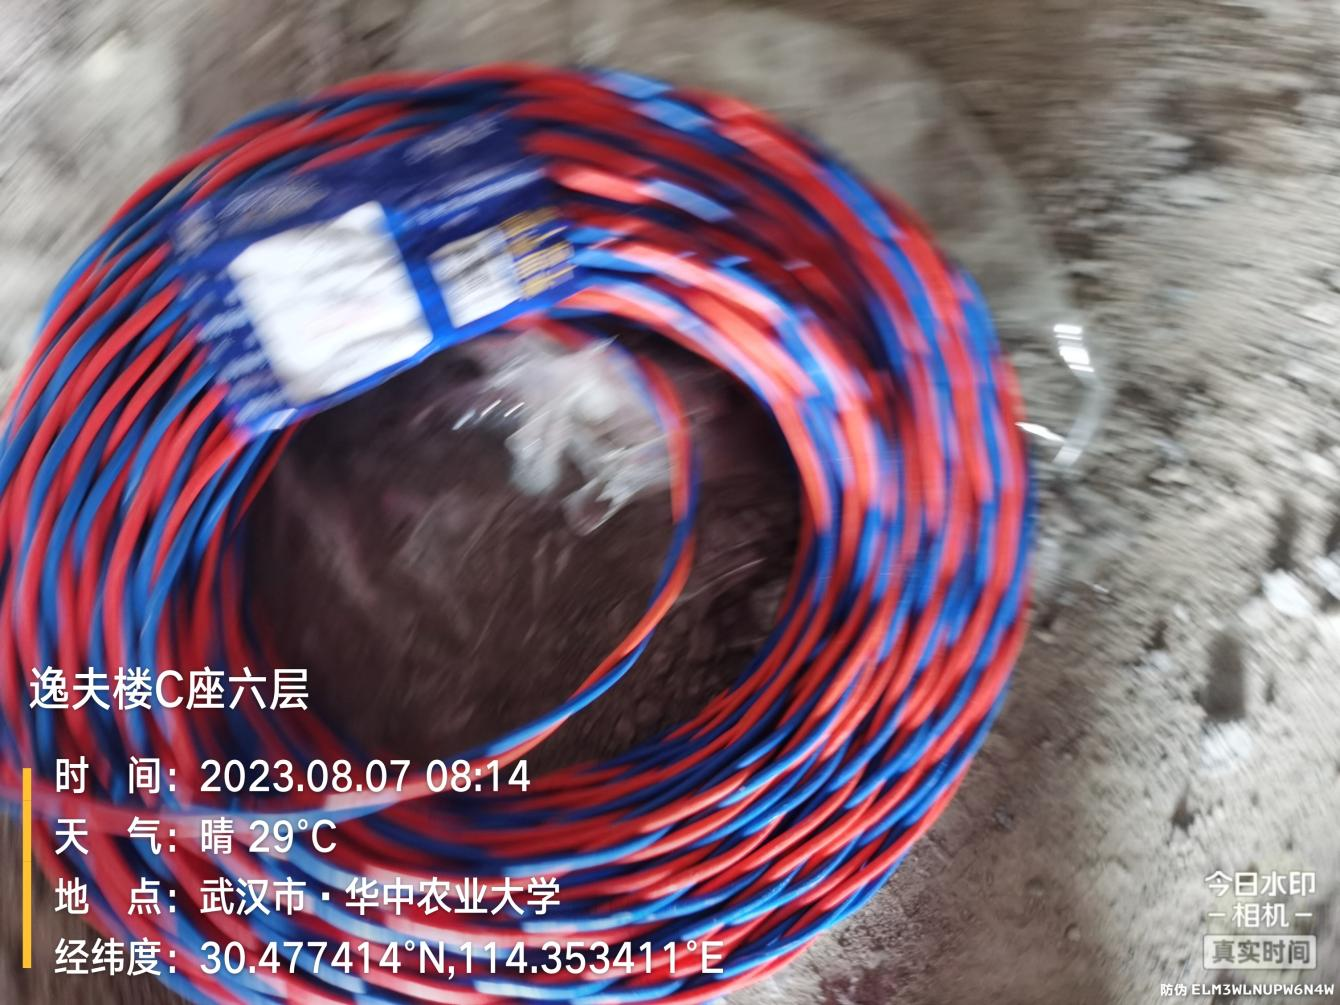 逸夫楼C座六层
时 间：2023.08.07 08:14
天 气：晴 29°C
地 点：武汉市·华中农业大学
经纬度：30.477414°N,114.353411°E
今日水印
－相机－
真实时间
防伪 ELM3WLNUPW6N4W